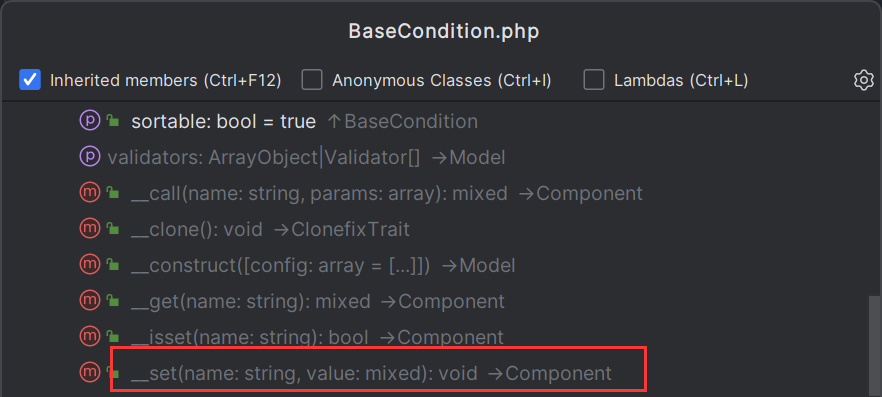 BaseCondition.php
Inherited members (Ctrl+F12) Anonymous Classes (Ctrl+I) Lambdas (Ctrl+L)
p sortable: bool = true ↑BaseCondition
p validators: ArrayObject|Validator[] →Model
m __call(name: string, params: array): mixed →Component
m __clone(): void →ClonefixTrait
m __construct([config: array = [...]]) →Model
m __get(name: string): mixed →Component
m __isset(name: string): bool →Component
m __set(name: string, value: mixed): void →Component